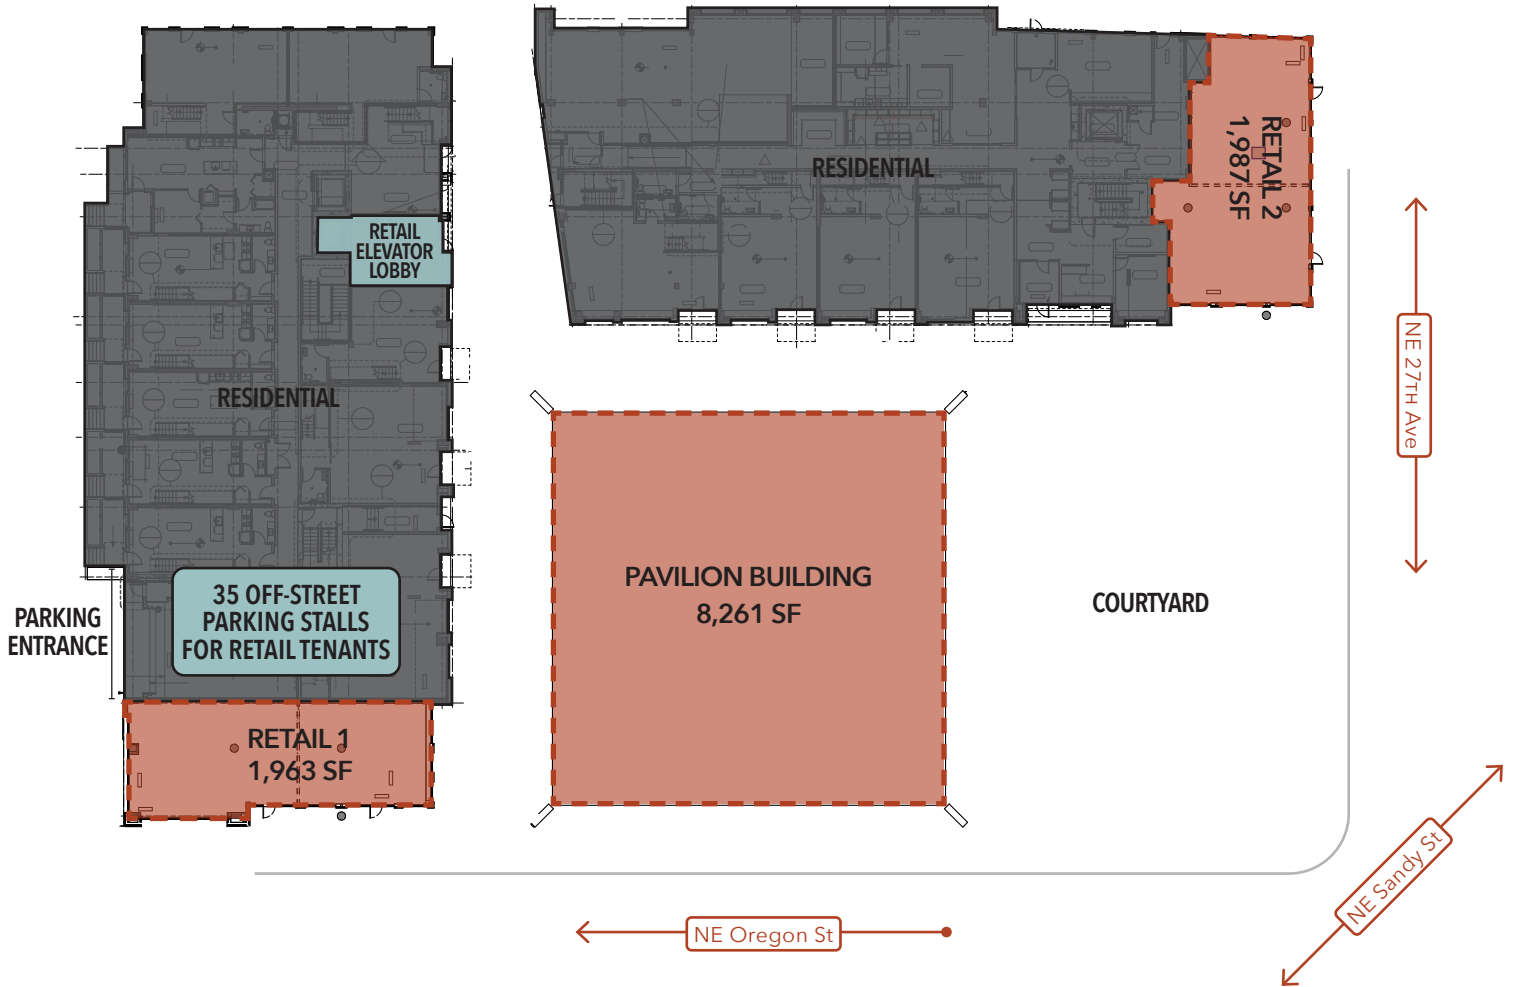 RESIDENTIAL
RETAIL 2
1,987 SF
RETAIL
ELEVATOR
LOBBY
RESIDENTIAL
NE 27TH Ave
PAVILION BUILDING
8,261 SF
COURTYARD
35 OFF-STREET
PARKING STALLS
FOR RETAIL TENANTS
PARKING
ENTRANCE
RETAIL 1
1,963 SF
NE Sandy St
NE Oregon St